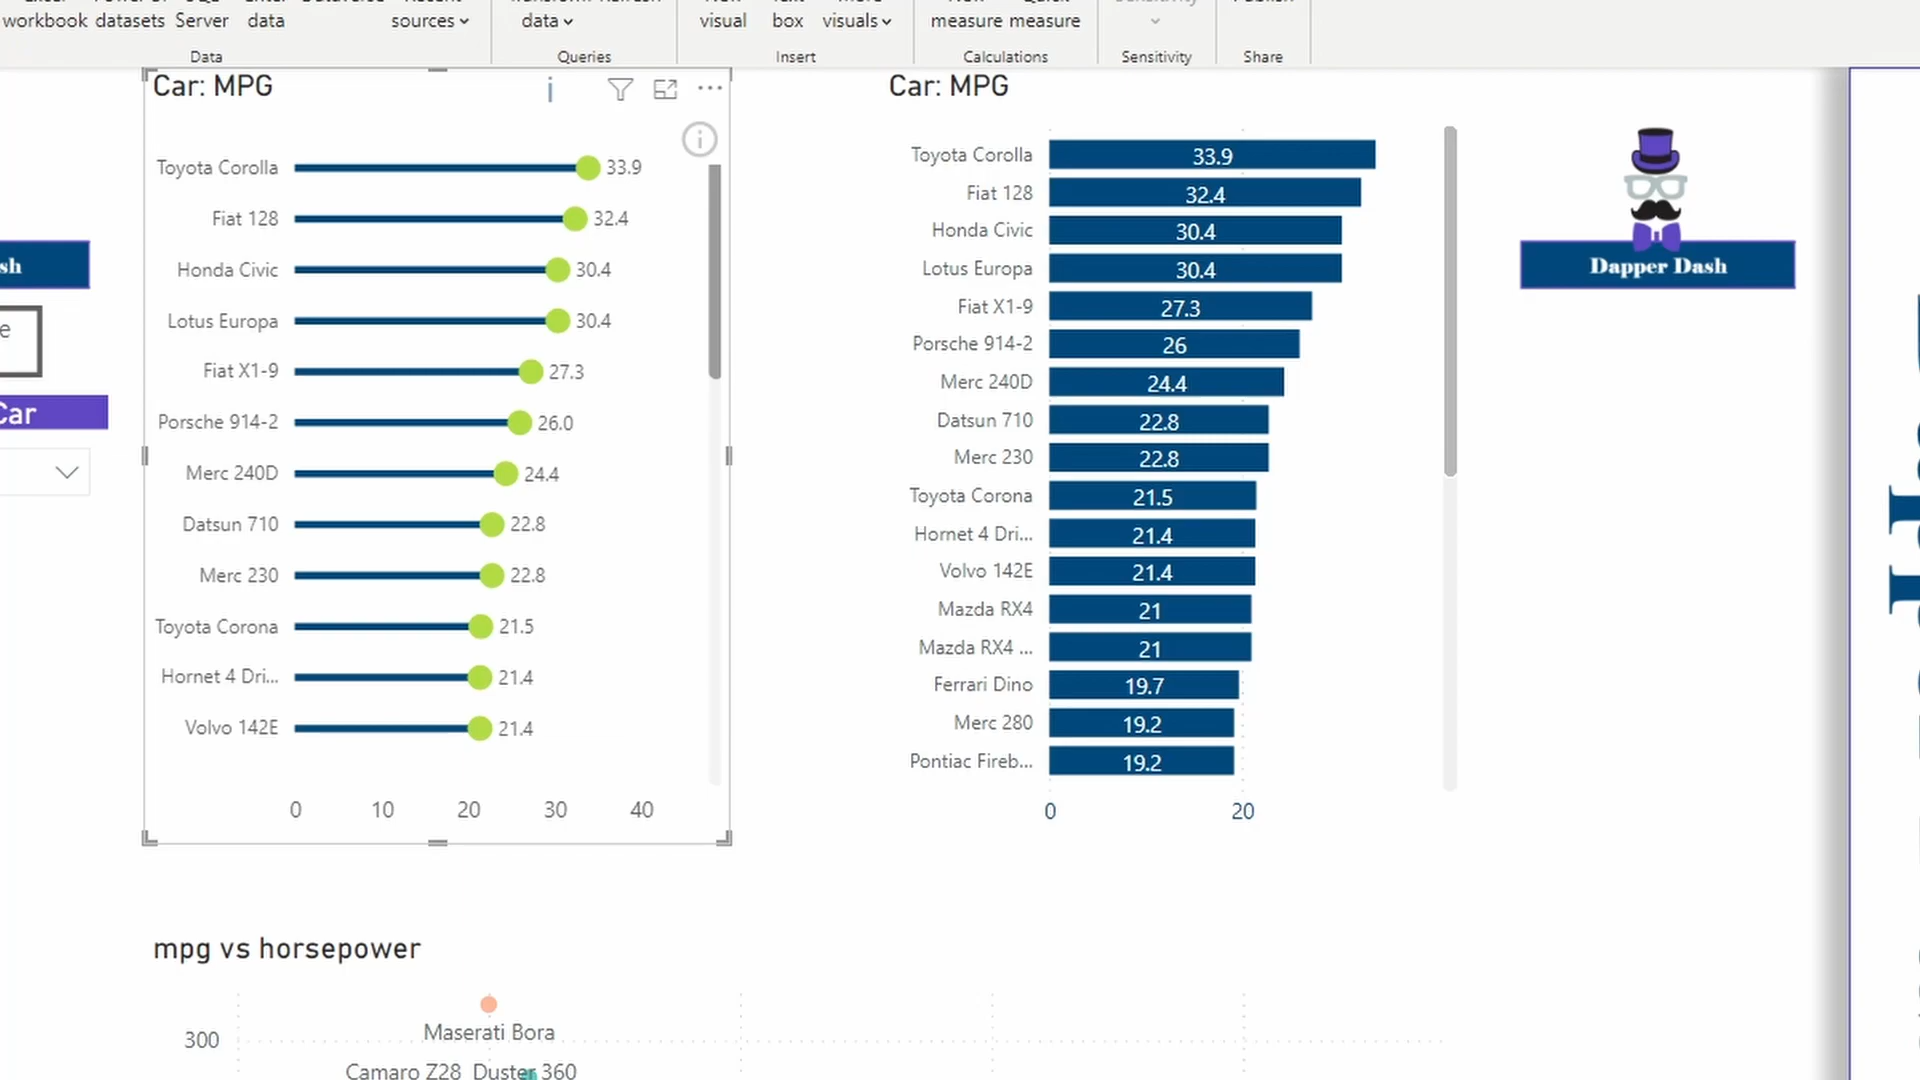 workbook datasets Server data sources data visual box visuals measure measure
Data Queries Insert Calculations Sensitivity Share
Car: MPG
Toyota Corolla 33.9
Fiat 128 32.4
Honda Civic 30.4
Lotus Europa 30.4
Fiat X1-9 27.3
Porsche 914-2 26.0
Merc 240D 24.4
Datsun 710 22.8
Merc 230 22.8
Toyota Corona 21.5
Hornet 4 Dri... 21.4
Volvo 142E 21.4
0 10 20 30 40
Car: MPG
Toyota Corolla 33.9
Fiat 128 32.4
Honda Civic 30.4
Lotus Europa 30.4
Fiat X1-9 27.3
Porsche 914-2 26
Merc 240D 24.4
Datsun 710 22.8
Merc 230 22.8
Toyota Corona 21.5
Hornet 4 Dri... 21.4
Volvo 142E 21.4
Mazda RX4 21
Mazda RX4 ... 21
Ferrari Dino 19.7
Merc 280 19.2
Pontiac Fireb... 19.2
0 20
Dapper Dash
sh
e
Car
mpg vs horsepower
300
Maserati Bora
Camaro Z28 Duster 360